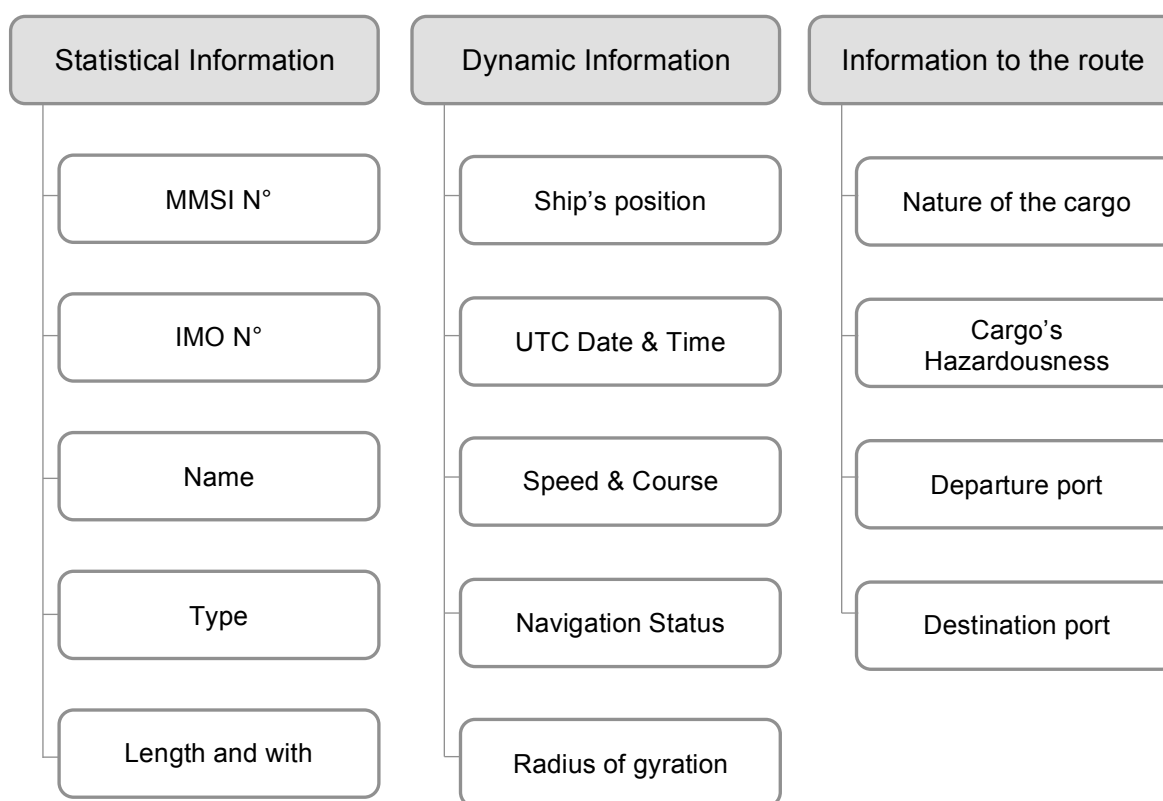 Statistical Information
MMSI N°
IMO N°
Name
Type
Length and with
Dynamic Information
Ship's position
UTC Date & Time
Speed & Course
Navigation Status
Radius of gyration
Information to the route
Nature of the cargo
Cargo's
Hazardousness
Departure port
Destination port